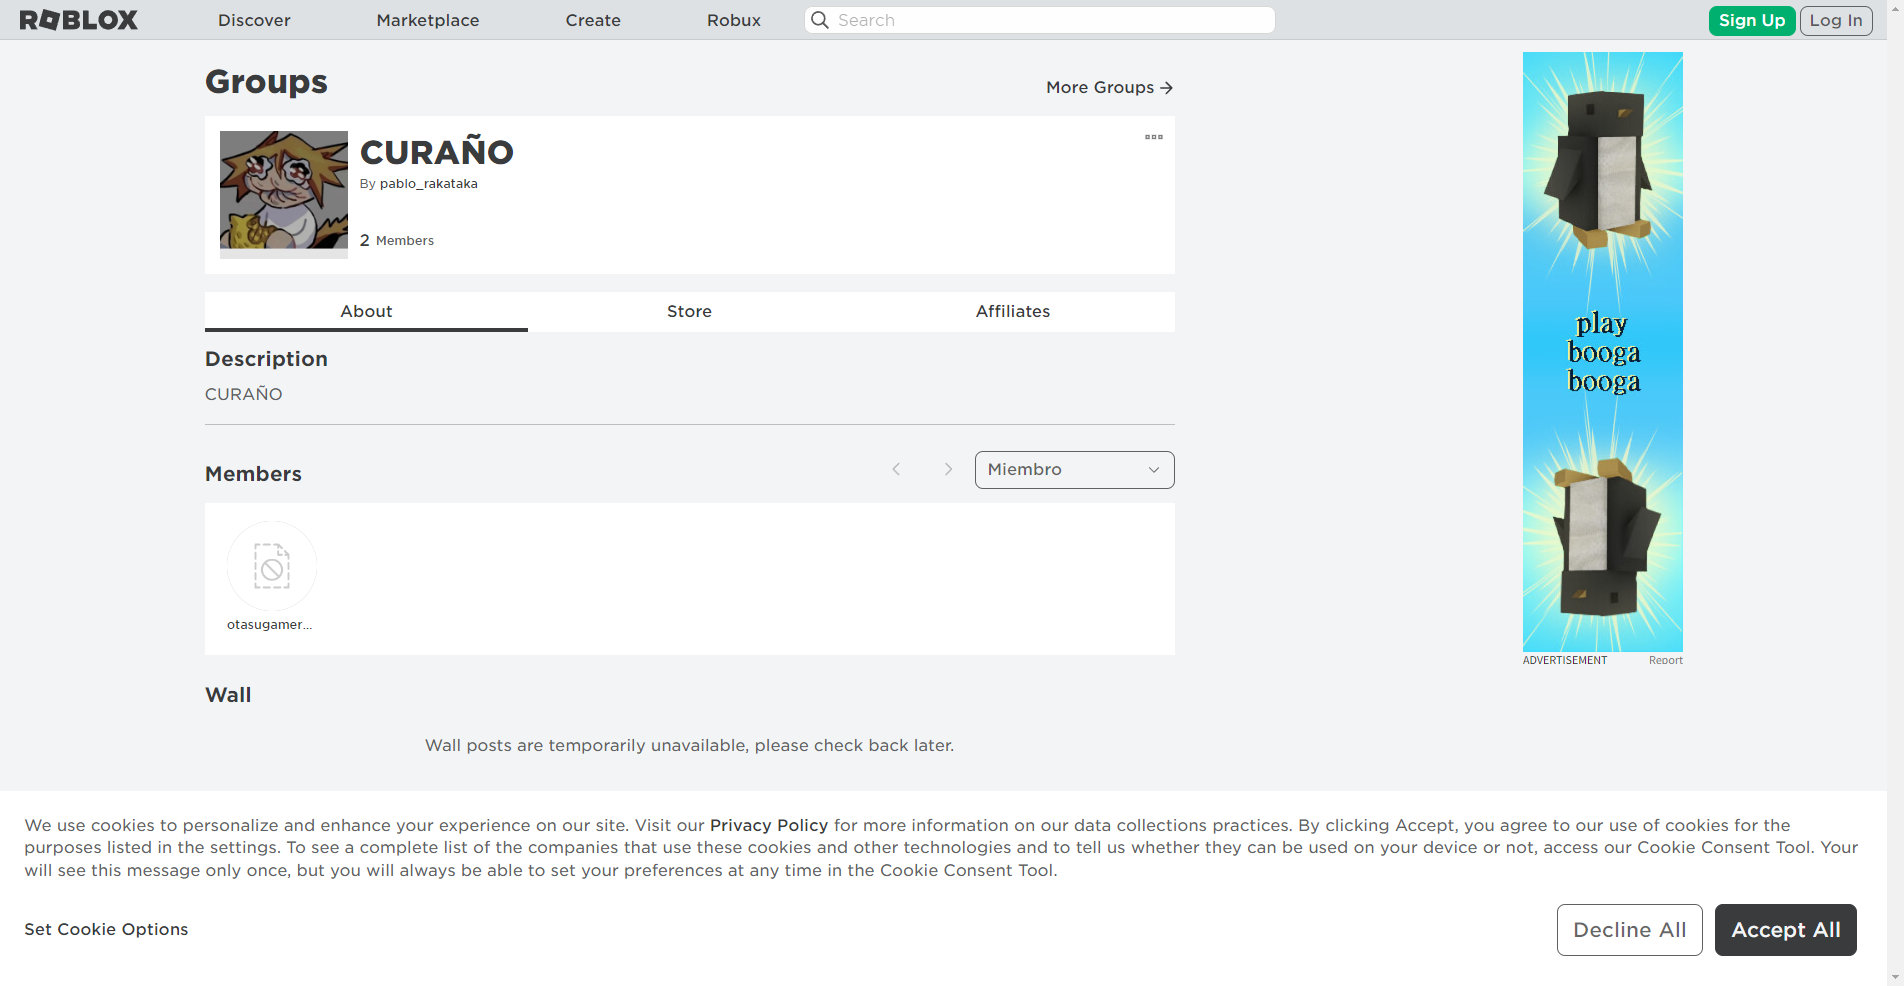 ROBLOX
Discover
Marketplace
Create
Robux
Search
Sign Up
Log In
Groups
More Groups
CURAÑO
By pablo_rakataka
2 Members
About
Store
Affiliates
Description
CURAÑO
Members
Miembro
otasugamer...
Wall
Wall posts are temporarily unavailable, please check back later.
play
booga
booga
ADVERTISEMENT
Report
We use cookies to personalize and enhance your experience on our site. Visit our Privacy Policy for more information on our data collections practices. By clicking Accept, you agree to our use of cookies for the
purposes listed in the settings. To see a complete list of the companies that use these cookies and other technologies and to tell us whether they can be used on your device or not, access our Cookie Consent Tool. Your
will see this message only once, but you will always be able to set your preferences at any time in the Cookie Consent Tool.
Set Cookie Options
Decline All
Accept All